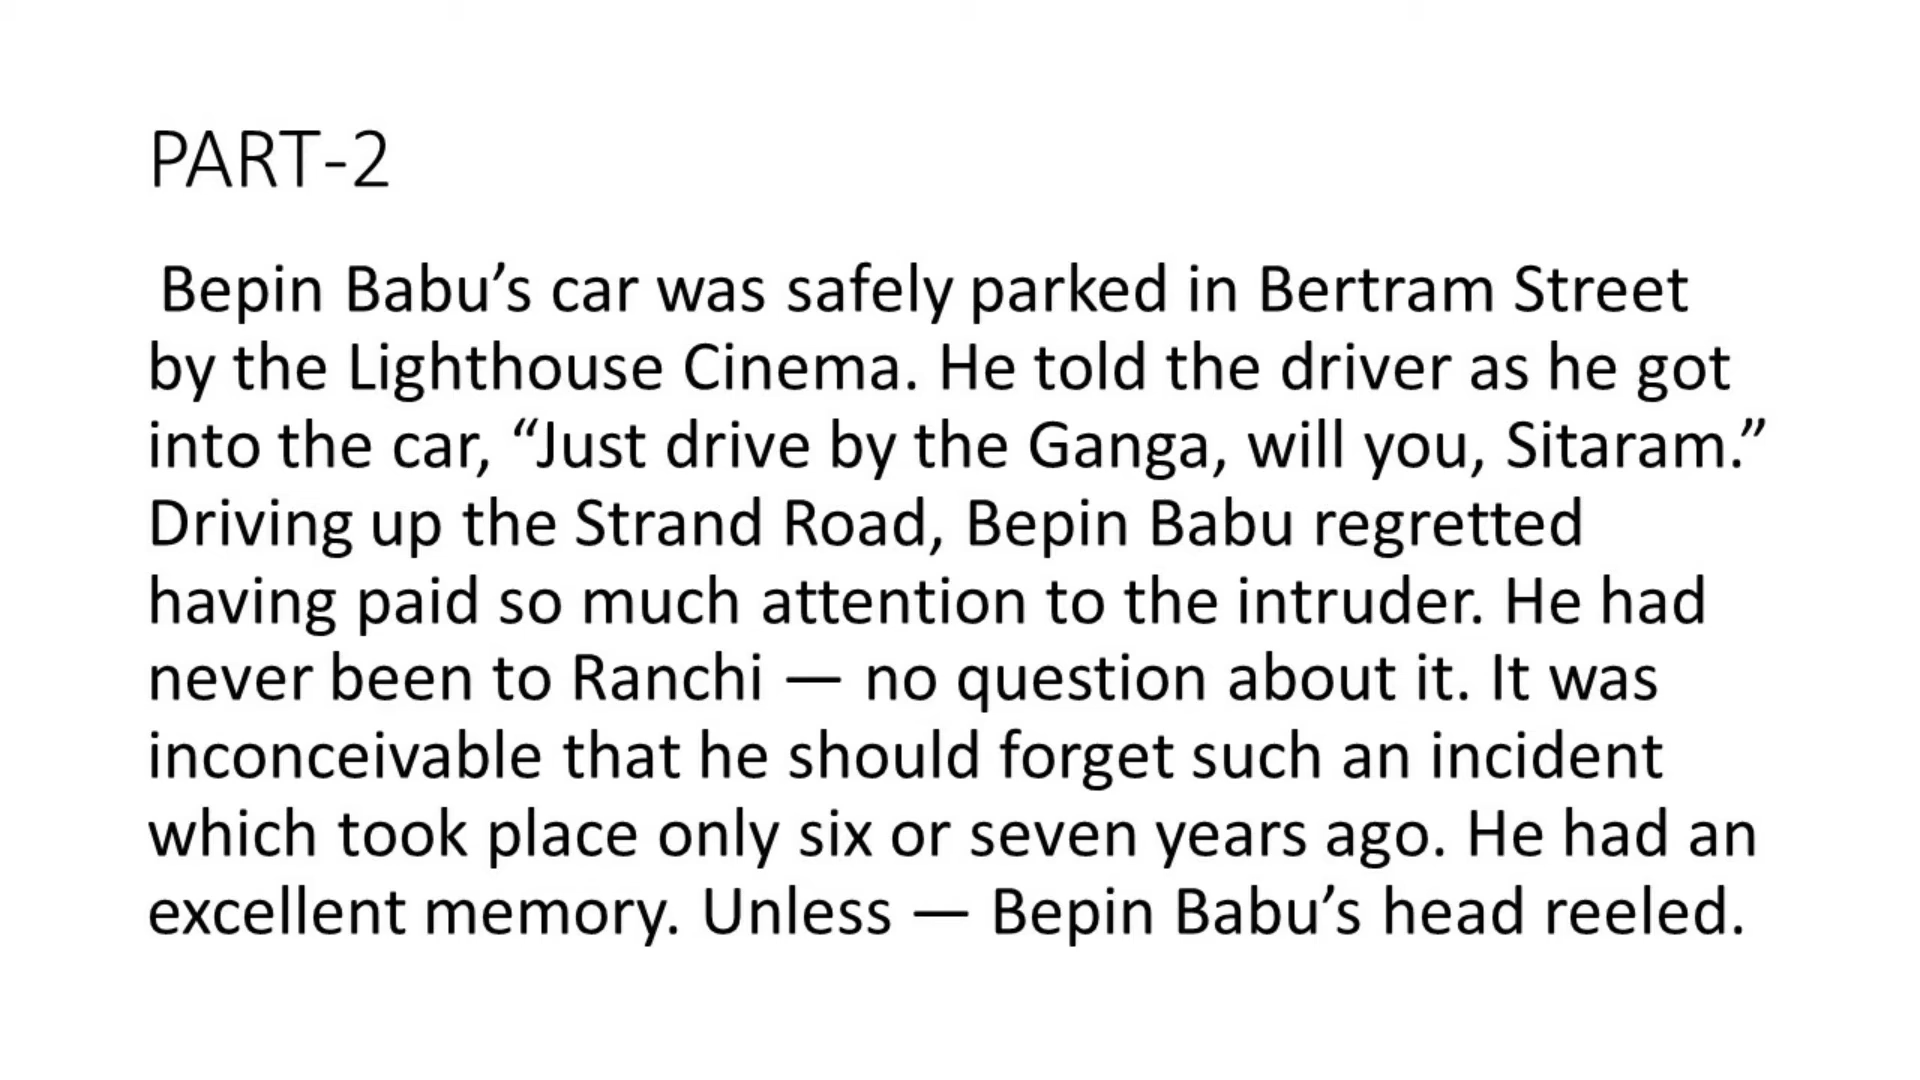 PART-2
Bepin Babu’s car was safely parked in Bertram Street
by the Lighthouse Cinema. He told the driver as he got
into the car, “Just drive by the Ganga, will you, Sitaram.”
Driving up the Strand Road, Bepin Babu regretted
having paid so much attention to the intruder. He had
never been to Ranchi — no question about it. It was
inconceivable that he should forget such an incident
which took place only six or seven years ago. He had an
excellent memory. Unless — Bepin Babu’s head reeled.